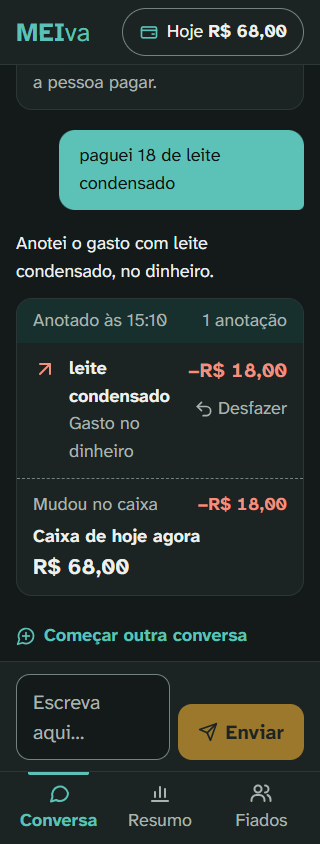 MEIva
Hoje R$ 68,00
a pessoa pagar.
paguei 18 de leite
condensado
Anotei o gasto com leite
condensado, no dinheiro.
Anotado às 15:10 1 anotação
leite
condensado
−R$ 18,00
Desfazer
Gasto no
dinheiro
Mudou no caixa −R$ 18,00
Caixa de hoje agora
R$ 68,00
Começar outra conversa
Escreva
aqui...
Enviar
Conversa Resumo Fiados